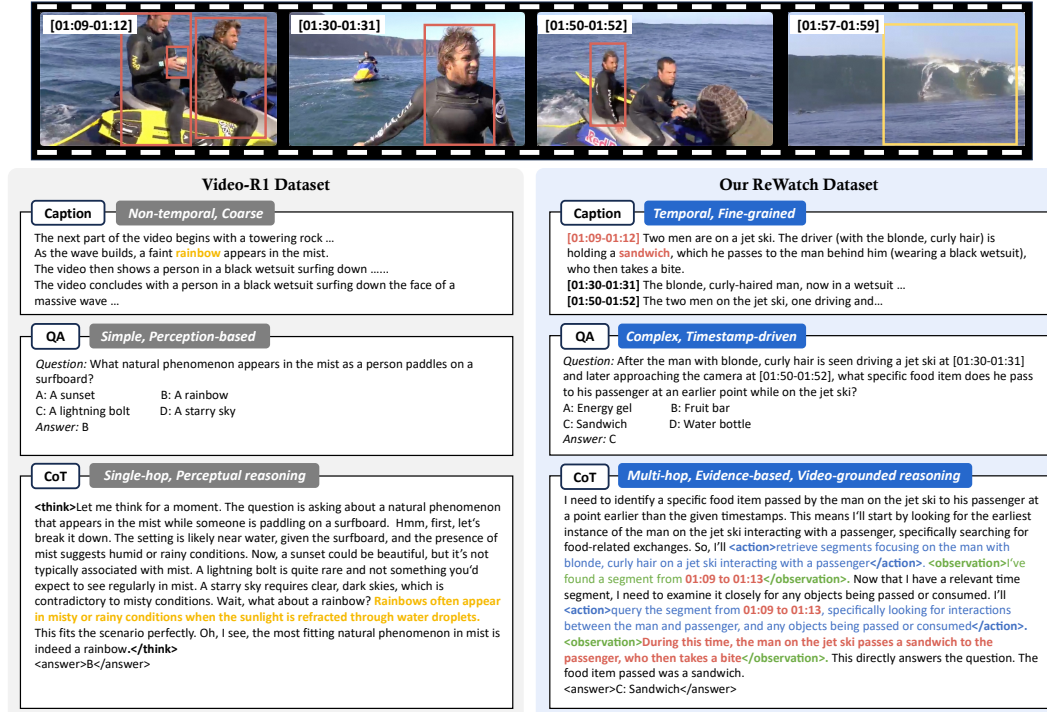 [01:09-01:12]
[01:30-01:31]
[01:50-01:52]
[01:57-01:59]
Video-R1 Dataset
Caption
Non-temporal, Coarse
The next part of the video begins with a towering rock ...
As the wave builds, a faint rainbow appears in the mist.
The video then shows a person in a black wetsuit surfing down ......
The video concludes with a person in a black wetsuit surfing down the face of a
massive wave ...
QA
Simple, Perception-based
Question: What natural phenomenon appears in the mist as a person paddles on a
surfboard?
A: A sunset B: A rainbow
C: A lightning bolt D: A starry sky
Answer: B
CoT
Single-hop, Perceptual reasoning
<think>Let me think for a moment. The question is asking about a natural phenomenon
that appears in the mist while someone is paddling on a surfboard. Hmm, first, let's
break it down. The setting is likely near water, given the surfboard, and the presence of
mist suggests humid or rainy conditions. Now, a sunset could be beautiful, but it's not
typically associated with mist. A lightning bolt is quite rare and not something you'd
expect to see regularly in mist. A starry sky requires clear, dark skies, which is
contradictory to misty conditions. Wait, what about a rainbow? Rainbows often appear
in misty or rainy conditions when the sunlight is refracted through water droplets.
This fits the scenario perfectly. Oh, I see, the most fitting natural phenomenon in mist is
indeed a rainbow.</think>
<answer>B</answer>
Our ReWatch Dataset
Caption
Temporal, Fine-grained
[01:09-01:12] Two men are on a jet ski. The driver (with the blonde, curly hair) is
holding a sandwich, which he passes to the man behind him (wearing a black wetsuit),
who then takes a bite.
[01:30-01:31] The blonde, curly-haired man, now in a wetsuit ...
[01:50-01:52] The two men on the jet ski, one driving and...
QA
Complex, Timestamp-driven
Question: After the man with blonde, curly hair is seen driving a jet ski at [01:30-01:31]
and later approaching the camera at [01:50-01:52], what specific food item does he pass
to his passenger at an earlier point while on the jet ski?
A: Energy gel B: Fruit bar
C: Sandwich D: Water bottle
Answer: C
CoT
Multi-hop, Evidence-based, Video-grounded reasoning
I need to identify a specific food item passed by the man on the jet ski to his passenger at
a point earlier than the given timestamps. This means I'll start by looking for the earliest
instance of the man on the jet ski interacting with a passenger, specifically searching for
food-related exchanges. So, I'll <action>retrieve segments focusing on the man with
blonde, curly hair on a jet ski interacting with a passenger</action>. <observation>I've
found a segment from 01:09 to 01:13</observation>. Now that I have a relevant time
segment, I need to examine it closely for any objects being passed or consumed. I'll
<action>query the segment from 01:09 to 01:13, specifically looking for interactions
between the man and passenger, and any objects being passed or consumed</action>.
<observation>During this time, the man on the jet ski passes a sandwich to the
passenger, who then takes a bite</observation>. This directly answers the question. The
food item passed was a sandwich.
<answer>C: Sandwich</answer>